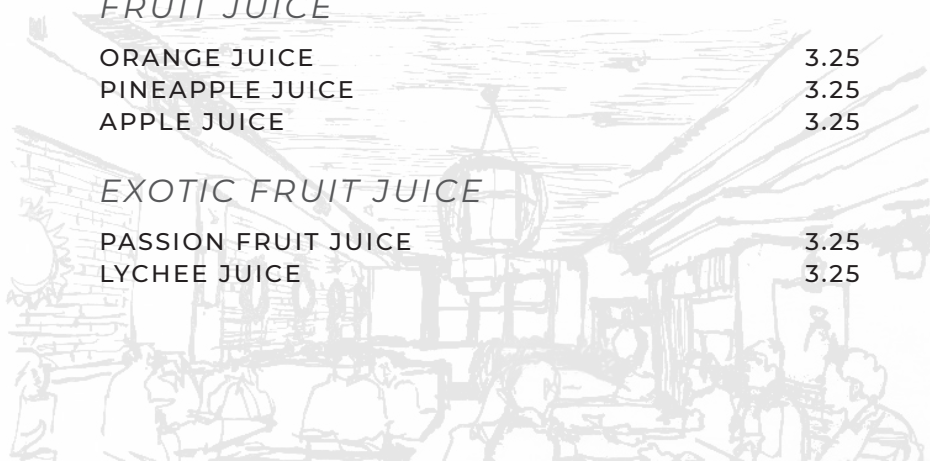 FRUIT JUICE
ORANGE JUICE 3.25
PINEAPPLE JUICE 3.25
APPLE JUICE 3.25
EXOTIC FRUIT JUICE
PASSION FRUIT JUICE 3.25
LYCHEE JUICE 3.25